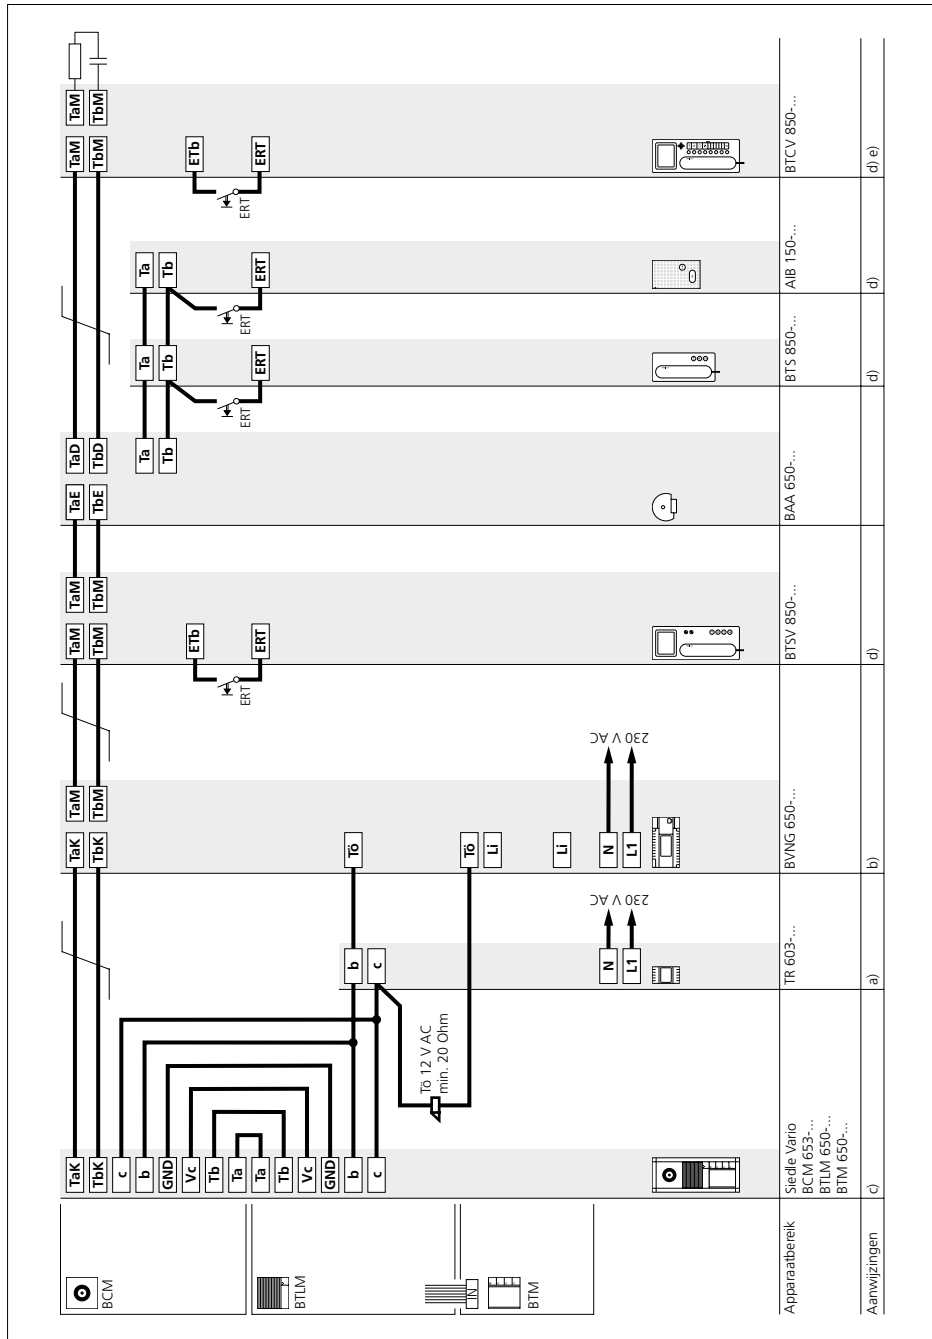 TaK TaK TaM TaM TaM TaE TaD TaM TaM
TbK TbK TbM TbM TbM TbE TbD TbM TbM
BCM
c
b Ta Ta Ta
GND Tb Tb Tb
Vc ETb ETb
Tb
Ta
ERT ERT ERT ERT
Ta ERT ERT ERT ERT
Tb
BTLM
Vc
GND
b b Tö
c c
Tö 12 V AC
min. 20 Ohm
IN Tö
Li
BTM
Li
230 V AC 230 V AC
N N
L1 L1
Apparaatbereik
Siedle Vario
BCM 653-...
BTLM 650-...
BTM 650-...
TR 603-...
BVNG 650-...
BTSV 850-...
BAA 650-...
BTS 850-...
AIB 150-...
BTCV 850-...
Aanwijzingen c) a) b) d) d) d) d) e)